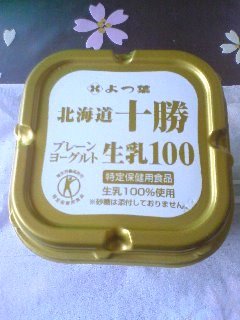 よつ葉
北海道十勝
プレーン
ヨーグルト 生乳100
特定保健用食品
生乳100%使用
※砂糖は添付しておりません。